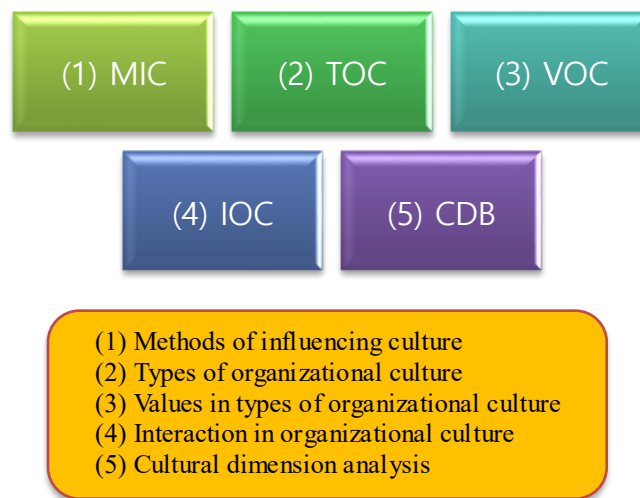 (1) MIC
(2) TOC
(3) VOC
(4) IOC
(5) CDB
(1) Methods of influencing culture
(2) Types of organizational culture
(3) Values in types of organizational culture
(4) Interaction in organizational culture
(5) Cultural dimension analysis